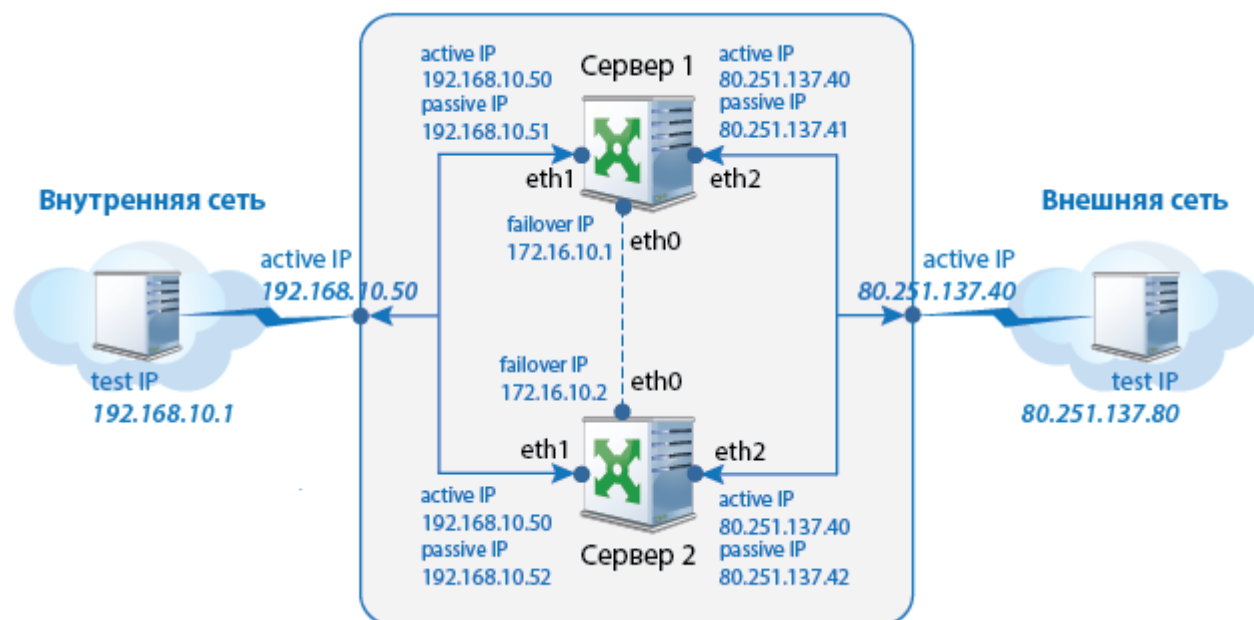 active IP
192.168.10.50
passive IP
192.168.10.51
Сервер 1
active IP
80.251.137.40
passive IP
80.251.137.41
eth1
eth2
Внутренняя сеть
Внешняя сеть
failover IP
172.16.10.1
eth0
active IP
192.168.10.50
active IP
80.251.137.40
test IP
192.168.10.1
failover IP
172.16.10.2
eth0
test IP
80.251.137.80
eth1
eth2
active IP
192.168.10.50
passive IP
192.168.10.52
Сервер 2
active IP
80.251.137.40
passive IP
80.251.137.42